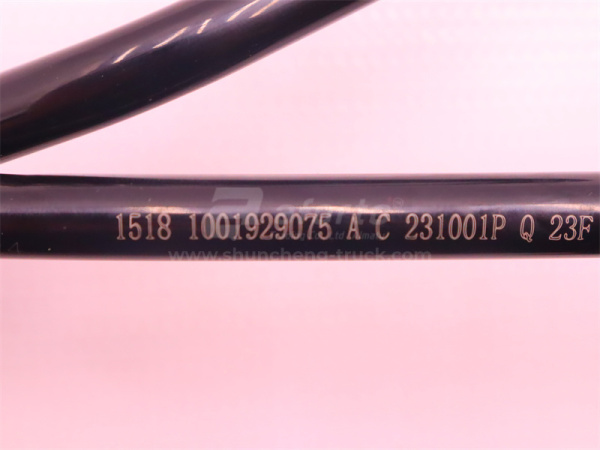 1518 1001929075 A C 231001P Q 23F
www.shuncheng-truck.com